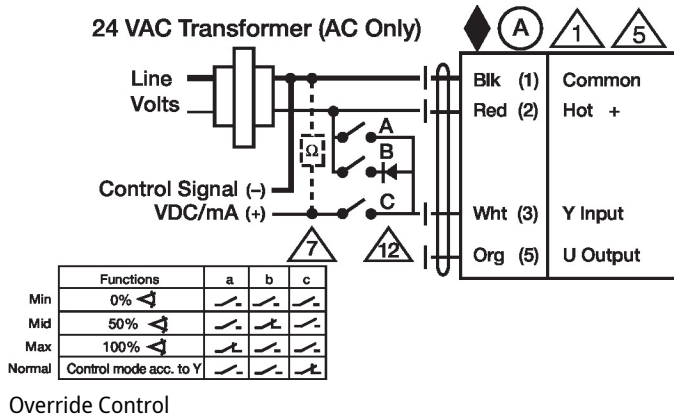 24 VAC Transformer (AC Only)
A
1
5
Line
Volts
Blk (1) Common
Red (2) Hot +
A
B
Ω
C
Control Signal (–)
VDC/mA (+)
Wht (3) Y Input
7
12
Org (5) U Output
Functions a b c
Min 0%
Mid 50%
Max 100%
Normal Control mode acc. to Y
Override Control